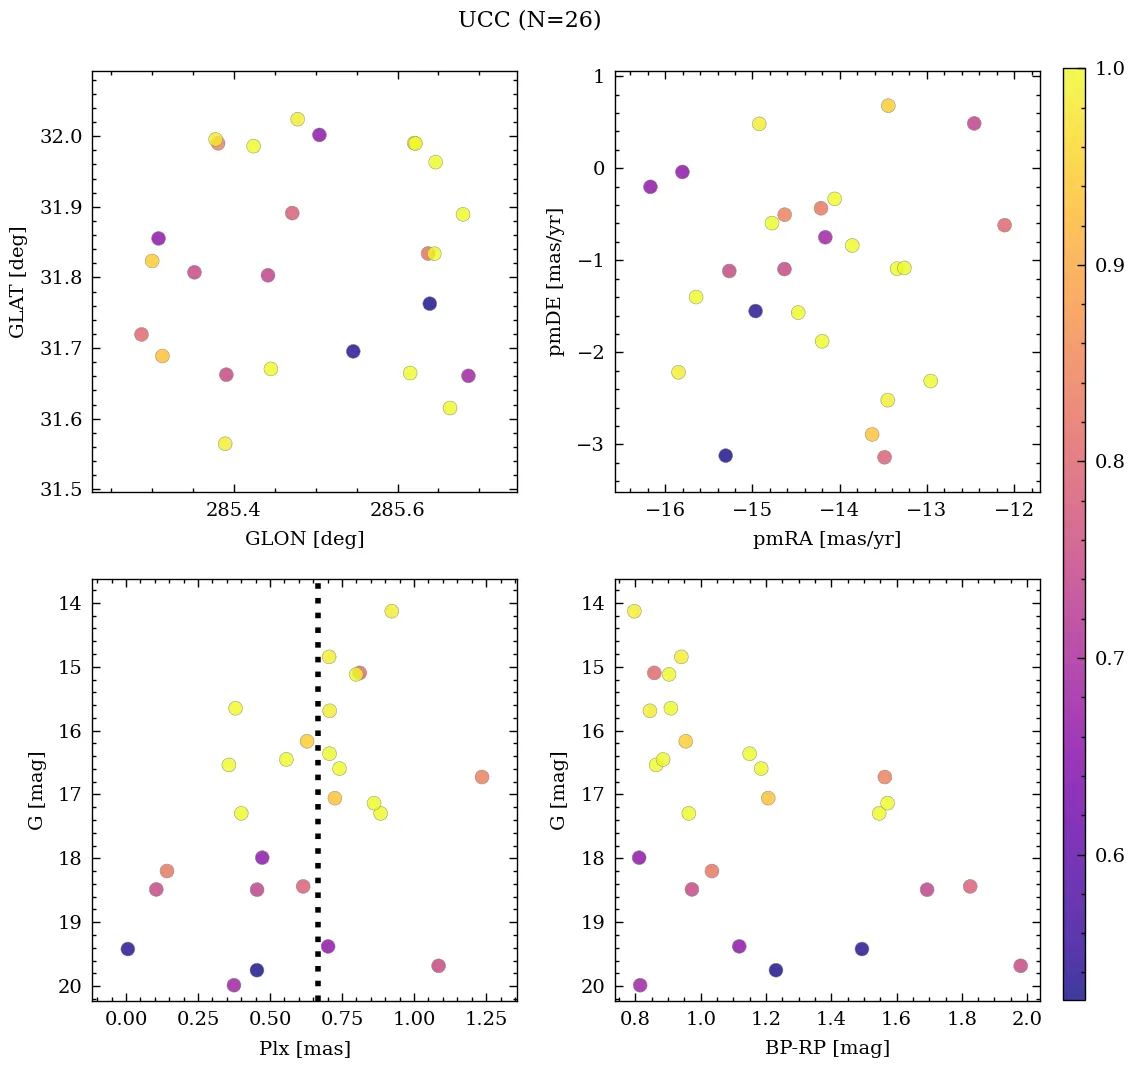 UCC (N=26)
32.0
31.9
31.8
31.7
31.6
31.5
GLAT [deg]
285.4 285.6
GLON [deg]
1
0
−1
−2
−3
pmDE [mas/yr]
−16 −15 −14 −13 −12
pmRA [mas/yr]
14
15
16
17
18
19
20
G [mag]
0.00 0.25 0.50 0.75 1.00 1.25
Plx [mas]
14
15
16
17
18
19
20
G [mag]
0.8 1.0 1.2 1.4 1.6 1.8 2.0
BP-RP [mag]
1.0
0.9
0.8
0.7
0.6